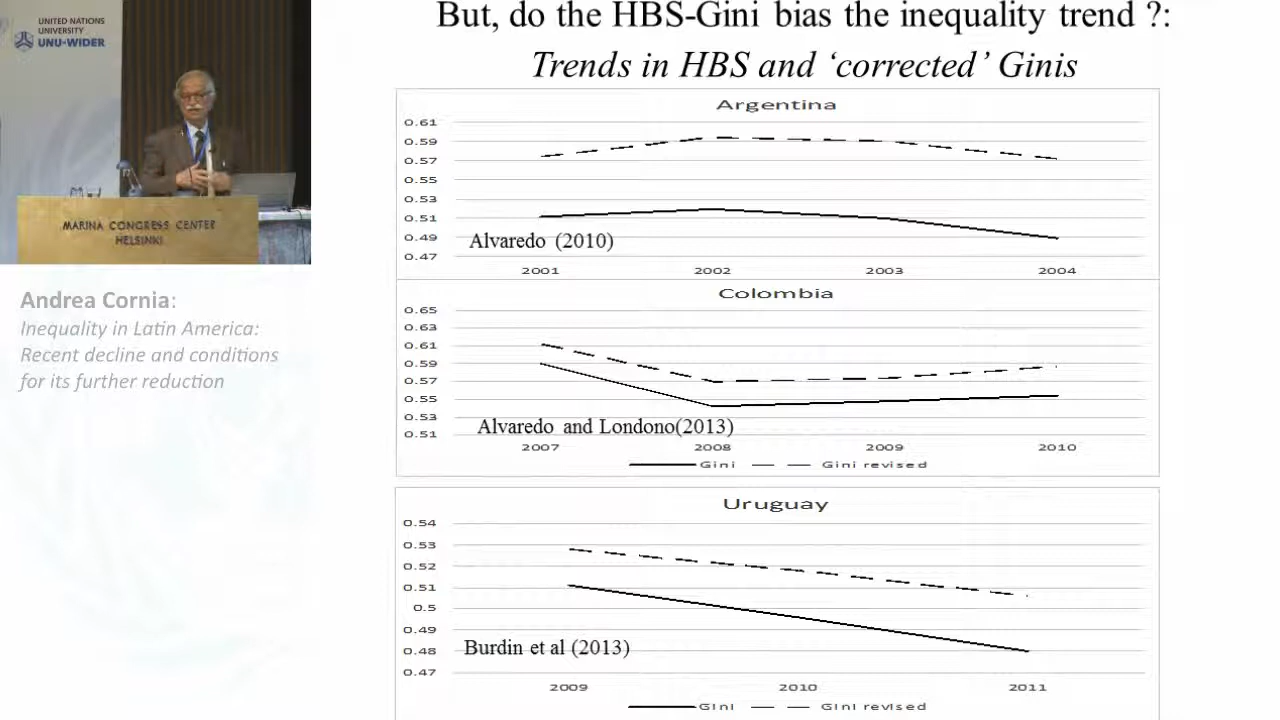 But, do the HBS-Gini bias the inequality trend ?:
Trends in HBS and ‘corrected’ Ginis
UNITED NATIONS
UNIVERSITY
UNU-WIDER
MARINA CONGRESS CENTER
HELSINKI
Andrea Cornia:
Inequality in Latin America:
Recent decline and conditions
for its further reduction
Argentina
0.61
0.59
0.57
0.55
0.53
0.51
0.49
0.47
Alvaredo (2010)
2001 2002 2003 2004
Colombia
0.65
0.63
0.61
0.59
0.57
0.55
0.53
0.51
Alvaredo and Londono(2013)
2007 2008 2009 2010
Gini Gini revised
Uruguay
0.54
0.53
0.52
0.51
0.5
0.49
0.48
0.47
Burdin et al (2013)
2009 2010 2011
Gini Gini revised